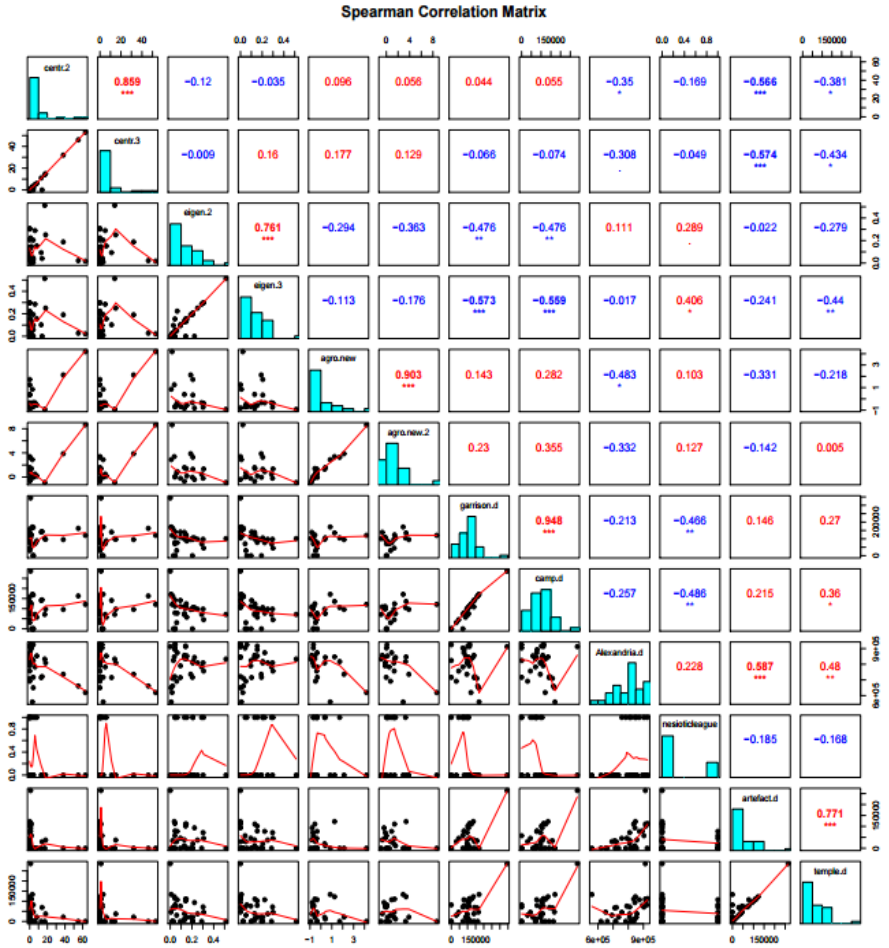 Spearman Correlation Matrix
0 20 40 0.0 0.2 0.4 0 4 8 0 150000 0.0 0.4 0.8 0 150000
centr.2 0.859 −0.12 −0.035 0.096 0.056 0.044 0.055 −0.35 −0.169 −0.566 −0.381 0 20 40 60
*** * *** *
0 20 40 centr.3 −0.009 0.16 0.177 0.129 −0.066 −0.074 −0.308 −0.049 −0.574 −0.434
. *** *
eigen.2 0.761 −0.294 −0.363 −0.476 −0.476 0.111 0.289 −0.022 −0.279 0.0 0.2 0.4
*** ** ** .
0.0 0.2 0.4 eigen.3 −0.113 −0.176 −0.573 −0.559 −0.017 0.406 −0.241 −0.44
*** *** * **
agro.new 0.903 0.143 0.282 −0.483 0.103 −0.331 −0.218 −1 1 3
*** *
0 4 8 agro.new.2 0.23 0.355 −0.332 0.127 −0.142 0.005
garrison.d 0.948 −0.213 −0.466 0.146 0.27 0 200000
*** **
0 150000 camp.d −0.257 −0.486 0.215 0.36
** *
Alexandria.d 0.228 0.587 0.48 6e+05 9e+05
*** **
0.0 0.4 0.8 nesioticleague −0.185 −0.168
artefact.d 0.771 0 150000
***
0 150000 temple.d
0 20 40 60 0.0 0.2 0.4 −1 1 3 0 150000 6e+05 9e+05 0 150000